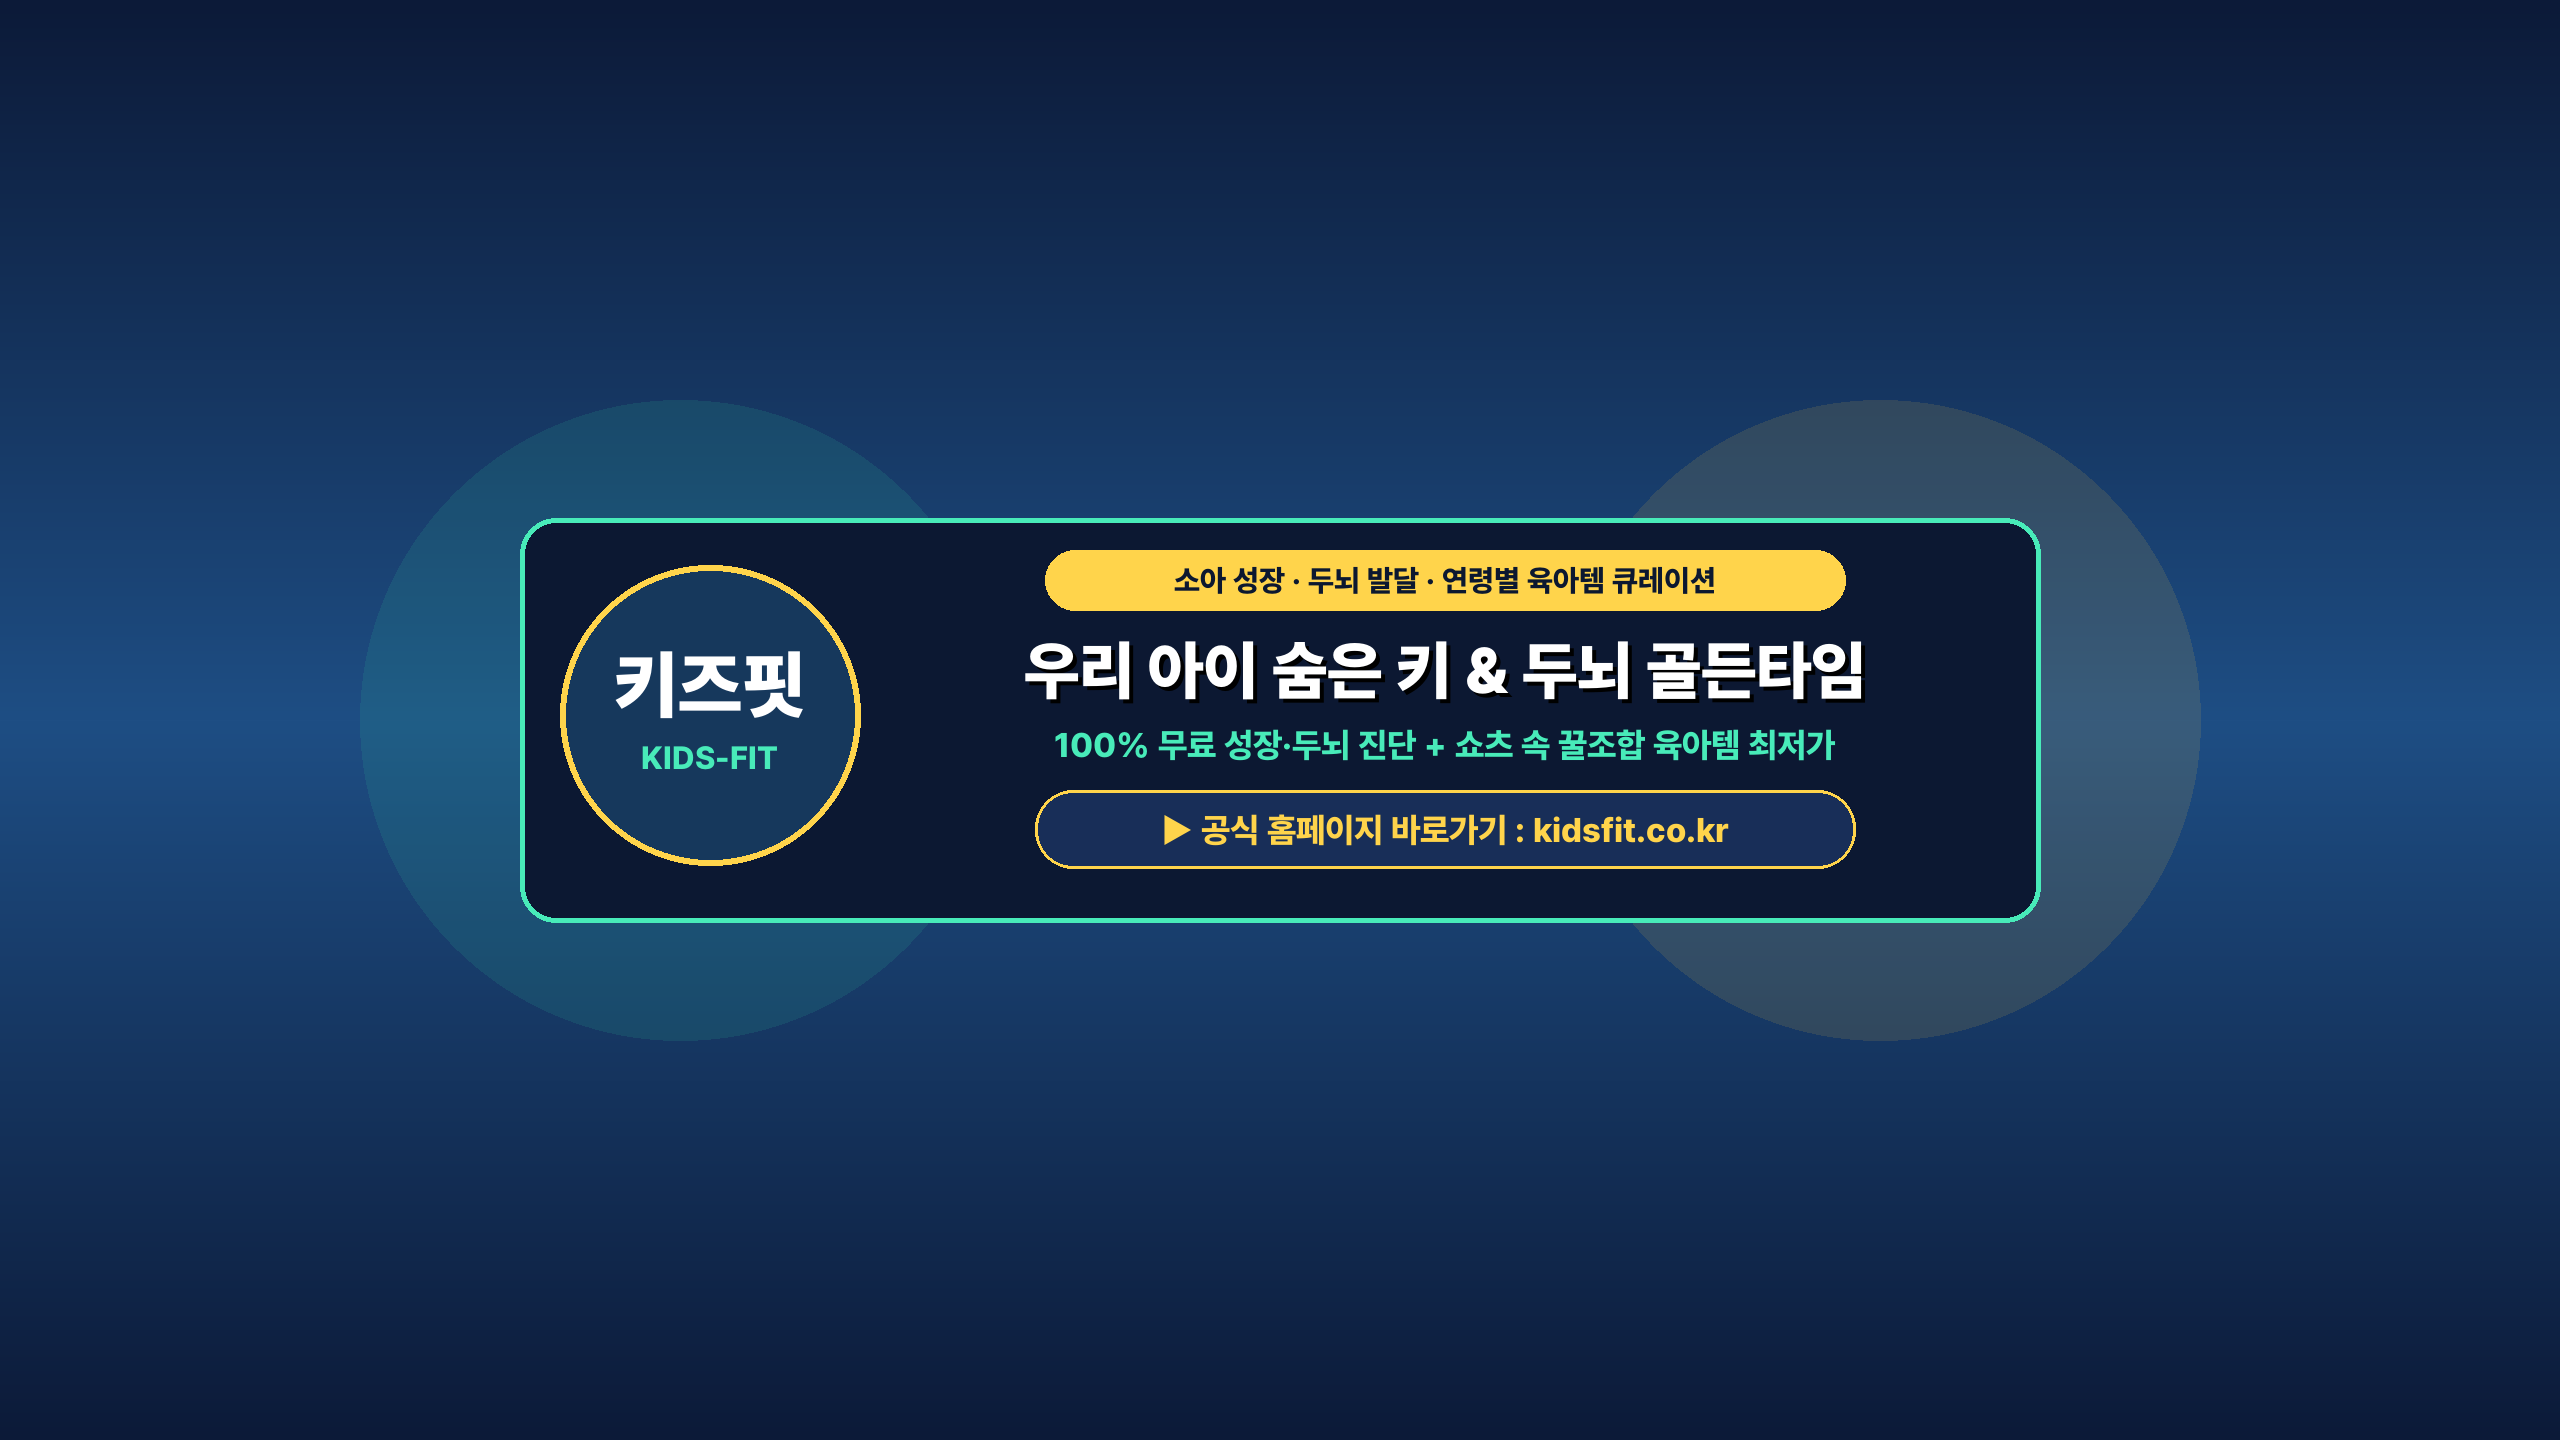 키즈핏
KIDS-FIT
소아 성장 · 두뇌 발달 · 연령별 육아템 큐레이션
우리 아이 숨은 키 & 두뇌 골든타임
100% 무료 성장·두뇌 진단 + 쇼츠 속 꿀조합 육아템 최저가
▶ 공식 홈페이지 바로가기 : kidsfit.co.kr